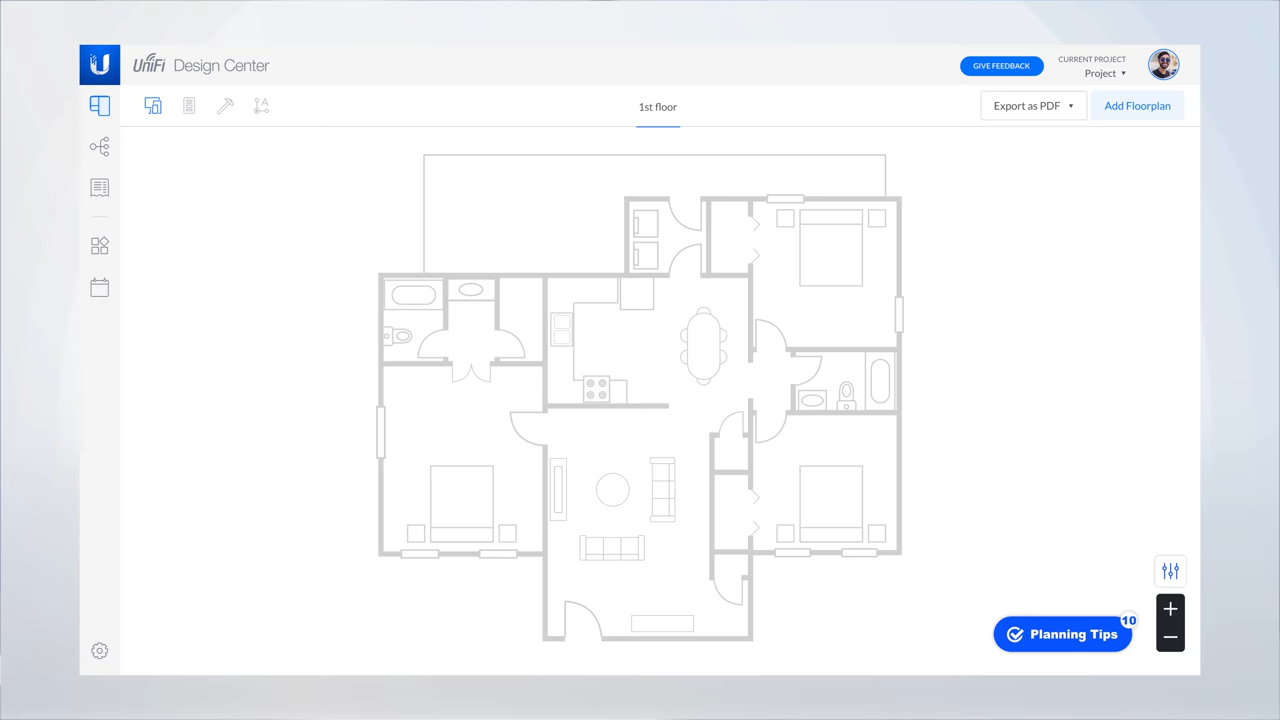 UniFi Design Center
GIVE FEEDBACK
CURRENT PROJECT
Project
1st floor
Export as PDF
Add Floorplan
A
10
Planning Tips